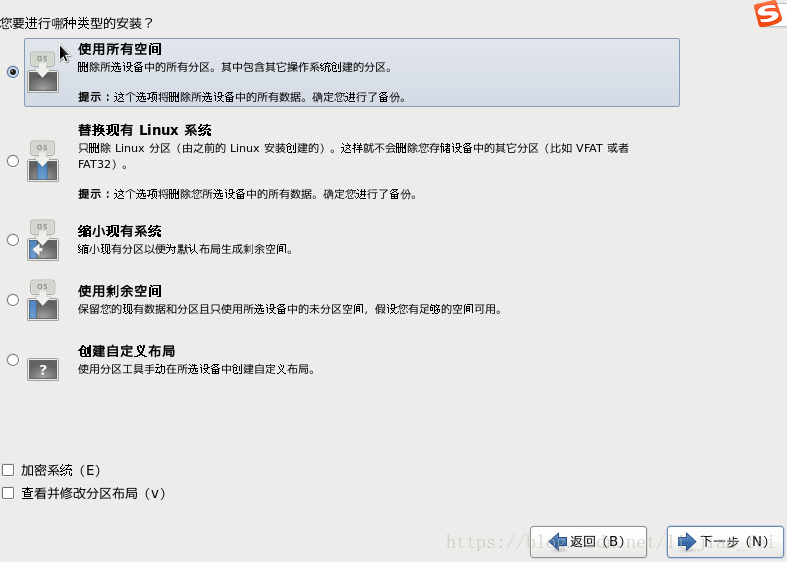 您要进行哪种类型的安装？
使用所有空间
删除所选设备中的所有分区。其中包含其它操作系统创建的分区。
提示：这个选项将删除所选设备中的所有数据。确定您进行了备份。
OS
替换现有 Linux 系统
只删除 Linux 分区（由之前的 Linux 安装创建的）。这样就不会删除您存储设备中的其它分区（比如 VFAT 或者
FAT32）。
提示：这个选项将删除您所选设备中的所有数据。确定您进行了备份。
OS
缩小现有系统
缩小现有分区以便为默认布局生成剩余空间。
OS
使用剩余空间
保留您的现有数据和分区且只使用所选设备中的未分区空间，假设您有足够的空间可用。
OS
创建自定义布局
使用分区工具手动在所选设备中创建自定义布局。
?
加密系统（E）
查看并修改分区布局（v）
返回（B）
下一步（N）
S